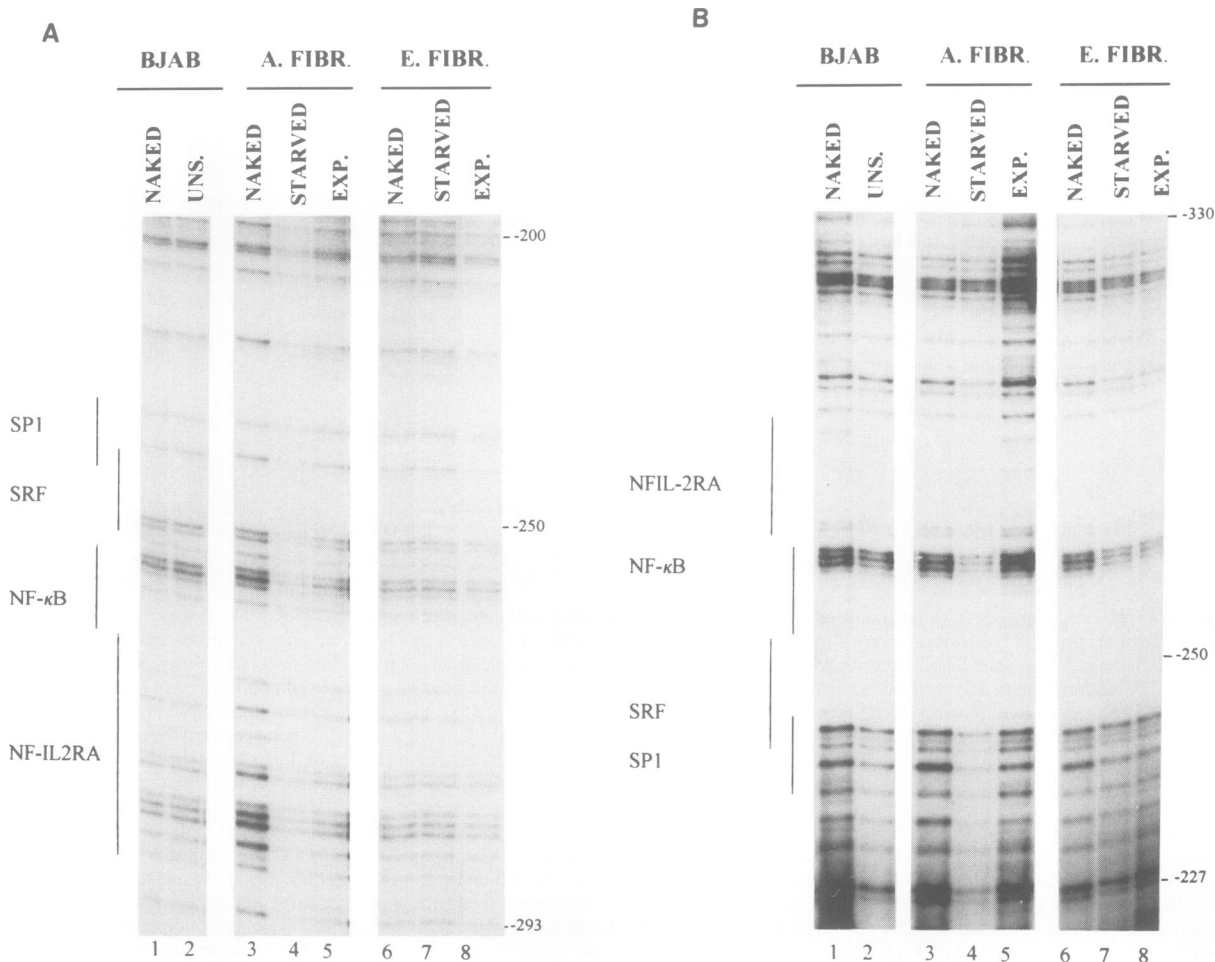 A
BJAB
A. FIBR.
E. FIBR.
NAKED
UNS.
NAKED
STARVED
EXP.
NAKED
STARVED
EXP.
SP1
SRF
NF-κB
NF-IL2RA
-200
-250
-293
1 2 3 4 5 6 7 8
B
BJAB
A. FIBR.
E. FIBR.
NAKED
UNS.
NAKED
STARVED
EXP.
NAKED
STARVED
EXP.
NFIL-2RA
NF-κB
SRF
SP1
-330
-250
-227
1 2 3 4 5 6 7 8